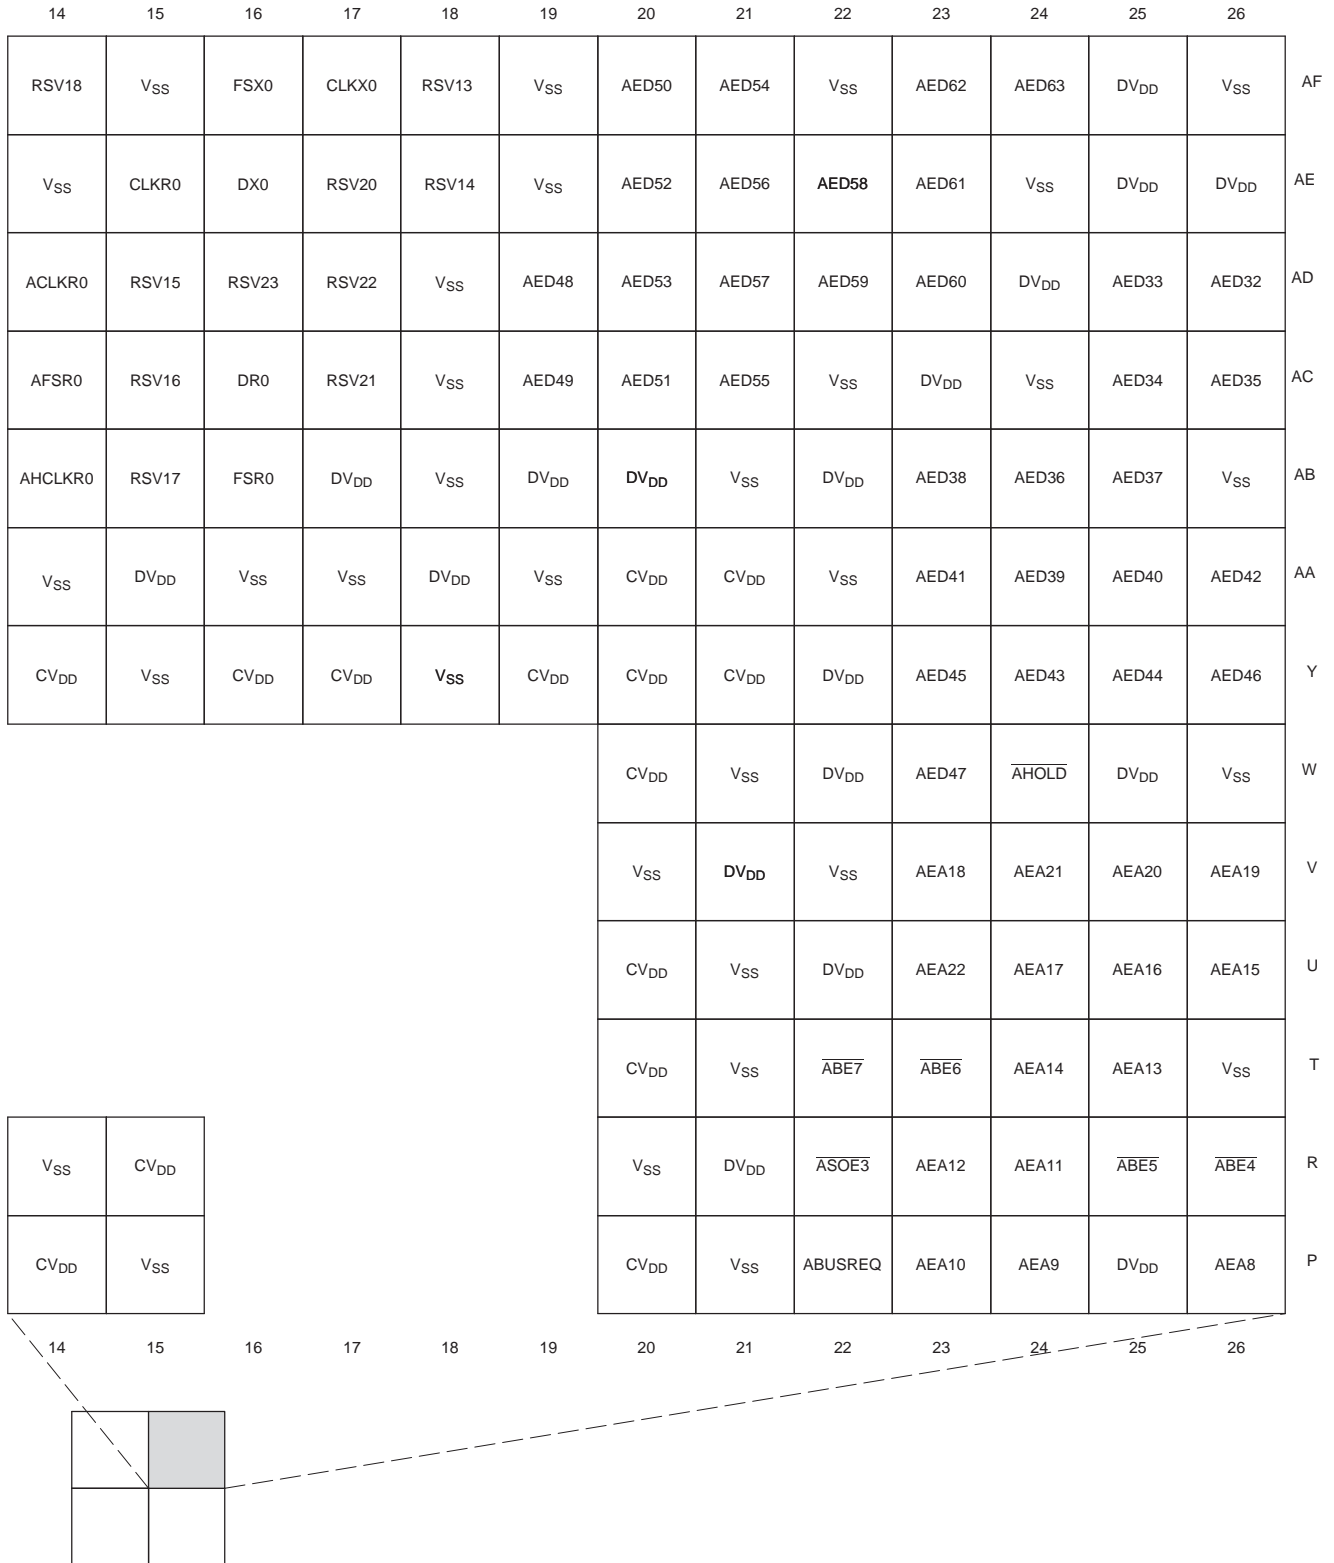 14 15 16 17 18 19 20 21 22 23 24 25 26
RSV18 VSS FSX0 CLKX0 RSV13 VSS AED50 AED54 VSS AED62 AED63 DVDD VSS AF
VSS CLKR0 DX0 RSV20 RSV14 VSS AED52 AED56 AED58 AED61 VSS DVDD DVDD AE
ACLKR0 RSV15 RSV23 RSV22 VSS AED48 AED53 AED57 AED59 AED60 DVDD AED33 AED32 AD
AFSR0 RSV16 DR0 RSV21 VSS AED49 AED51 AED55 VSS DVDD VSS AED34 AED35 AC
AHCLKR0 RSV17 FSR0 DVDD VSS DVDD DVDD VSS DVDD AED38 AED36 AED37 VSS AB
VSS DVDD VSS VSS DVDD VSS CVDD CVDD VSS AED41 AED39 AED40 AED42 AA
CVDD VSS CVDD CVDD VSS CVDD CVDD CVDD DVDD AED45 AED43 AED44 AED46 Y
CVDD VSS DVDD AED47 AHOLD DVDD VSS W
VSS DVDD VSS AEA18 AEA21 AEA20 AEA19 V
CVDD VSS DVDD AEA22 AEA17 AEA16 AEA15 U
CVDD VSS ABE7 ABE6 AEA14 AEA13 VSS T
VSS CVDD VSS DVDD ASOE3 AEA12 AEA11 ABE5 ABE4 R
CVDD VSS CVDD VSS ABUSREQ AEA10 AEA9 DVDD AEA8 P
14 15 16 17 18 19 20 21 22 23 24 25 26